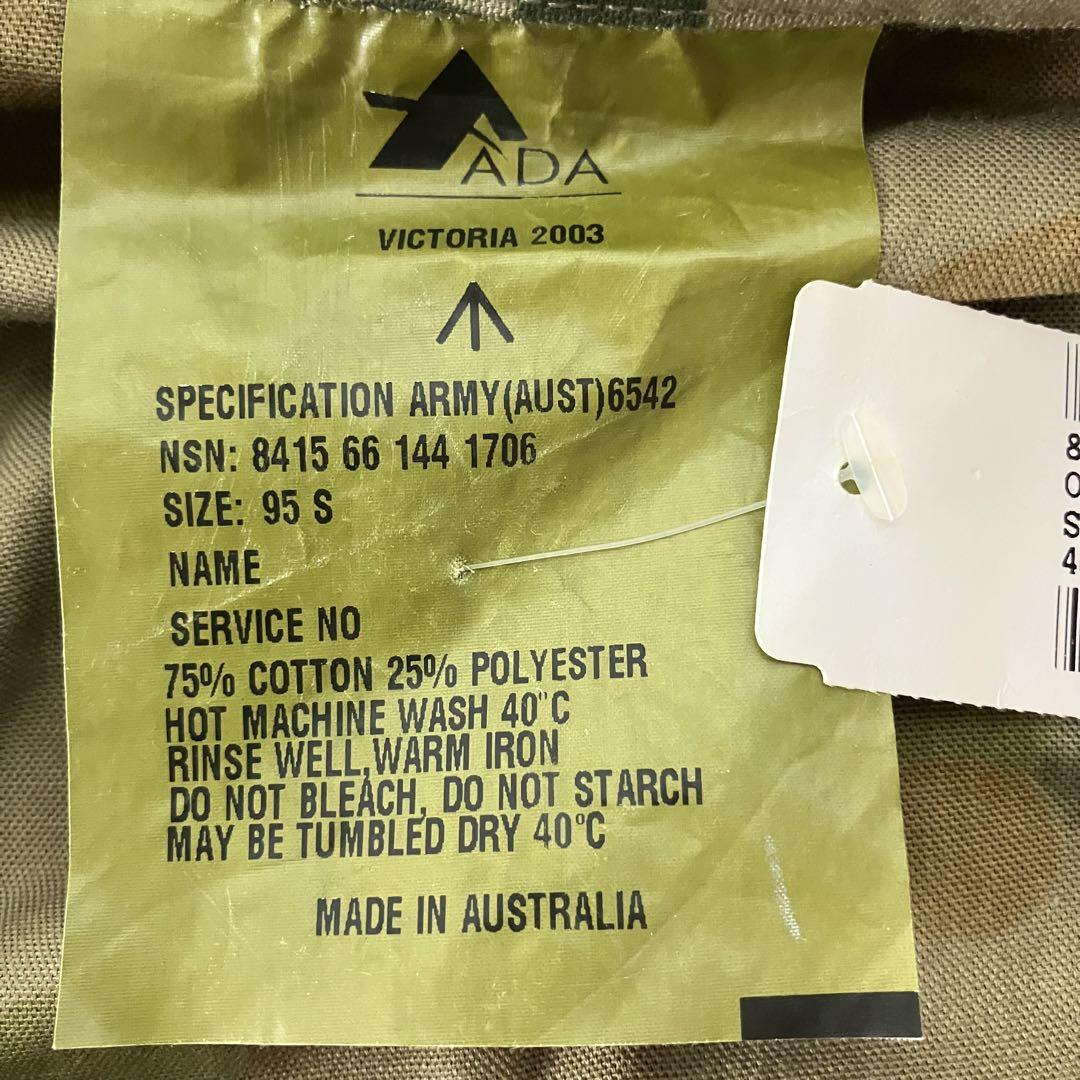 ADA
VICTORIA 2003
SPECIFICATION ARMY(AUST)6542
NSN: 8415 66 144 1706
SIZE: 95 S
NAME
SERVICE NO
75% COTTON 25% POLYESTER
HOT MACHINE WASH 40°C
RINSE WELL,WARM IRON
DO NOT BLEACH, DO NOT STARCH
MAY BE TUMBLED DRY 40°C
MADE IN AUSTRALIA
8
O
S
4